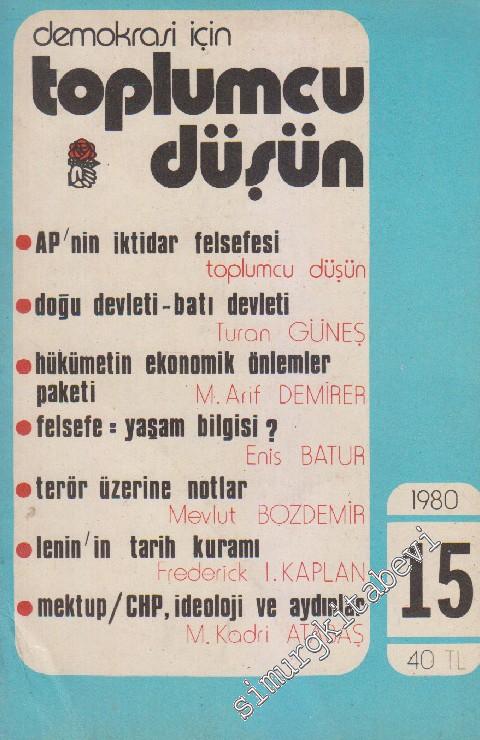 demokrasi için
toplumcu
düşün
AP'nin iktidar felsefesi
toplumcu düşün
doğu devleti-batı devleti
Turan GÜNEŞ
hükümetin ekonomik önlemler
paketi
M. Arif DEMİRER
felsefe = yaşam bilgisi ?
Enis BATUR
terör üzerine notlar
Mevlut BOZDEMİR
lenin'in tarih kuramı
Frederick I. KAPLAN
mektup/CHP, ideoloji ve
M. Kadri
1980
15
40 TL
simurgkitabevi